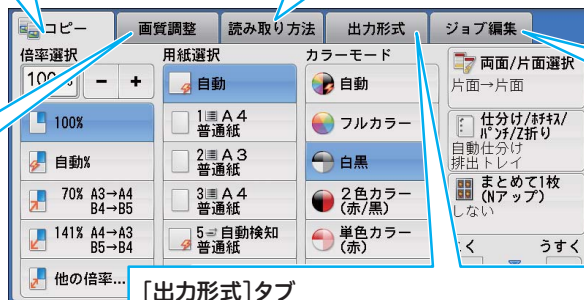 コピー
画質調整
読み取り方法
出力形式
ジョブ編集
倍率選択
100%
－
＋
100%
自動%
70% A3→A4
B4→B5
141% A4→A3
B5→B4
他の倍率...
用紙選択
自動
1 A4
普通紙
2 A3
普通紙
3 A4
普通紙
5 自動検知
普通紙
カラーモード
自動
フルカラー
白黒
2色カラー
(赤/黒)
単色カラー
(赤)
両面/片面選択
片面→片面
仕分け/ホチキス/
パンチ/Z折り
自動仕分け
排出トレイ
まとめて1枚
(Nアップ)
しない
うすく
[出力形式]タブ